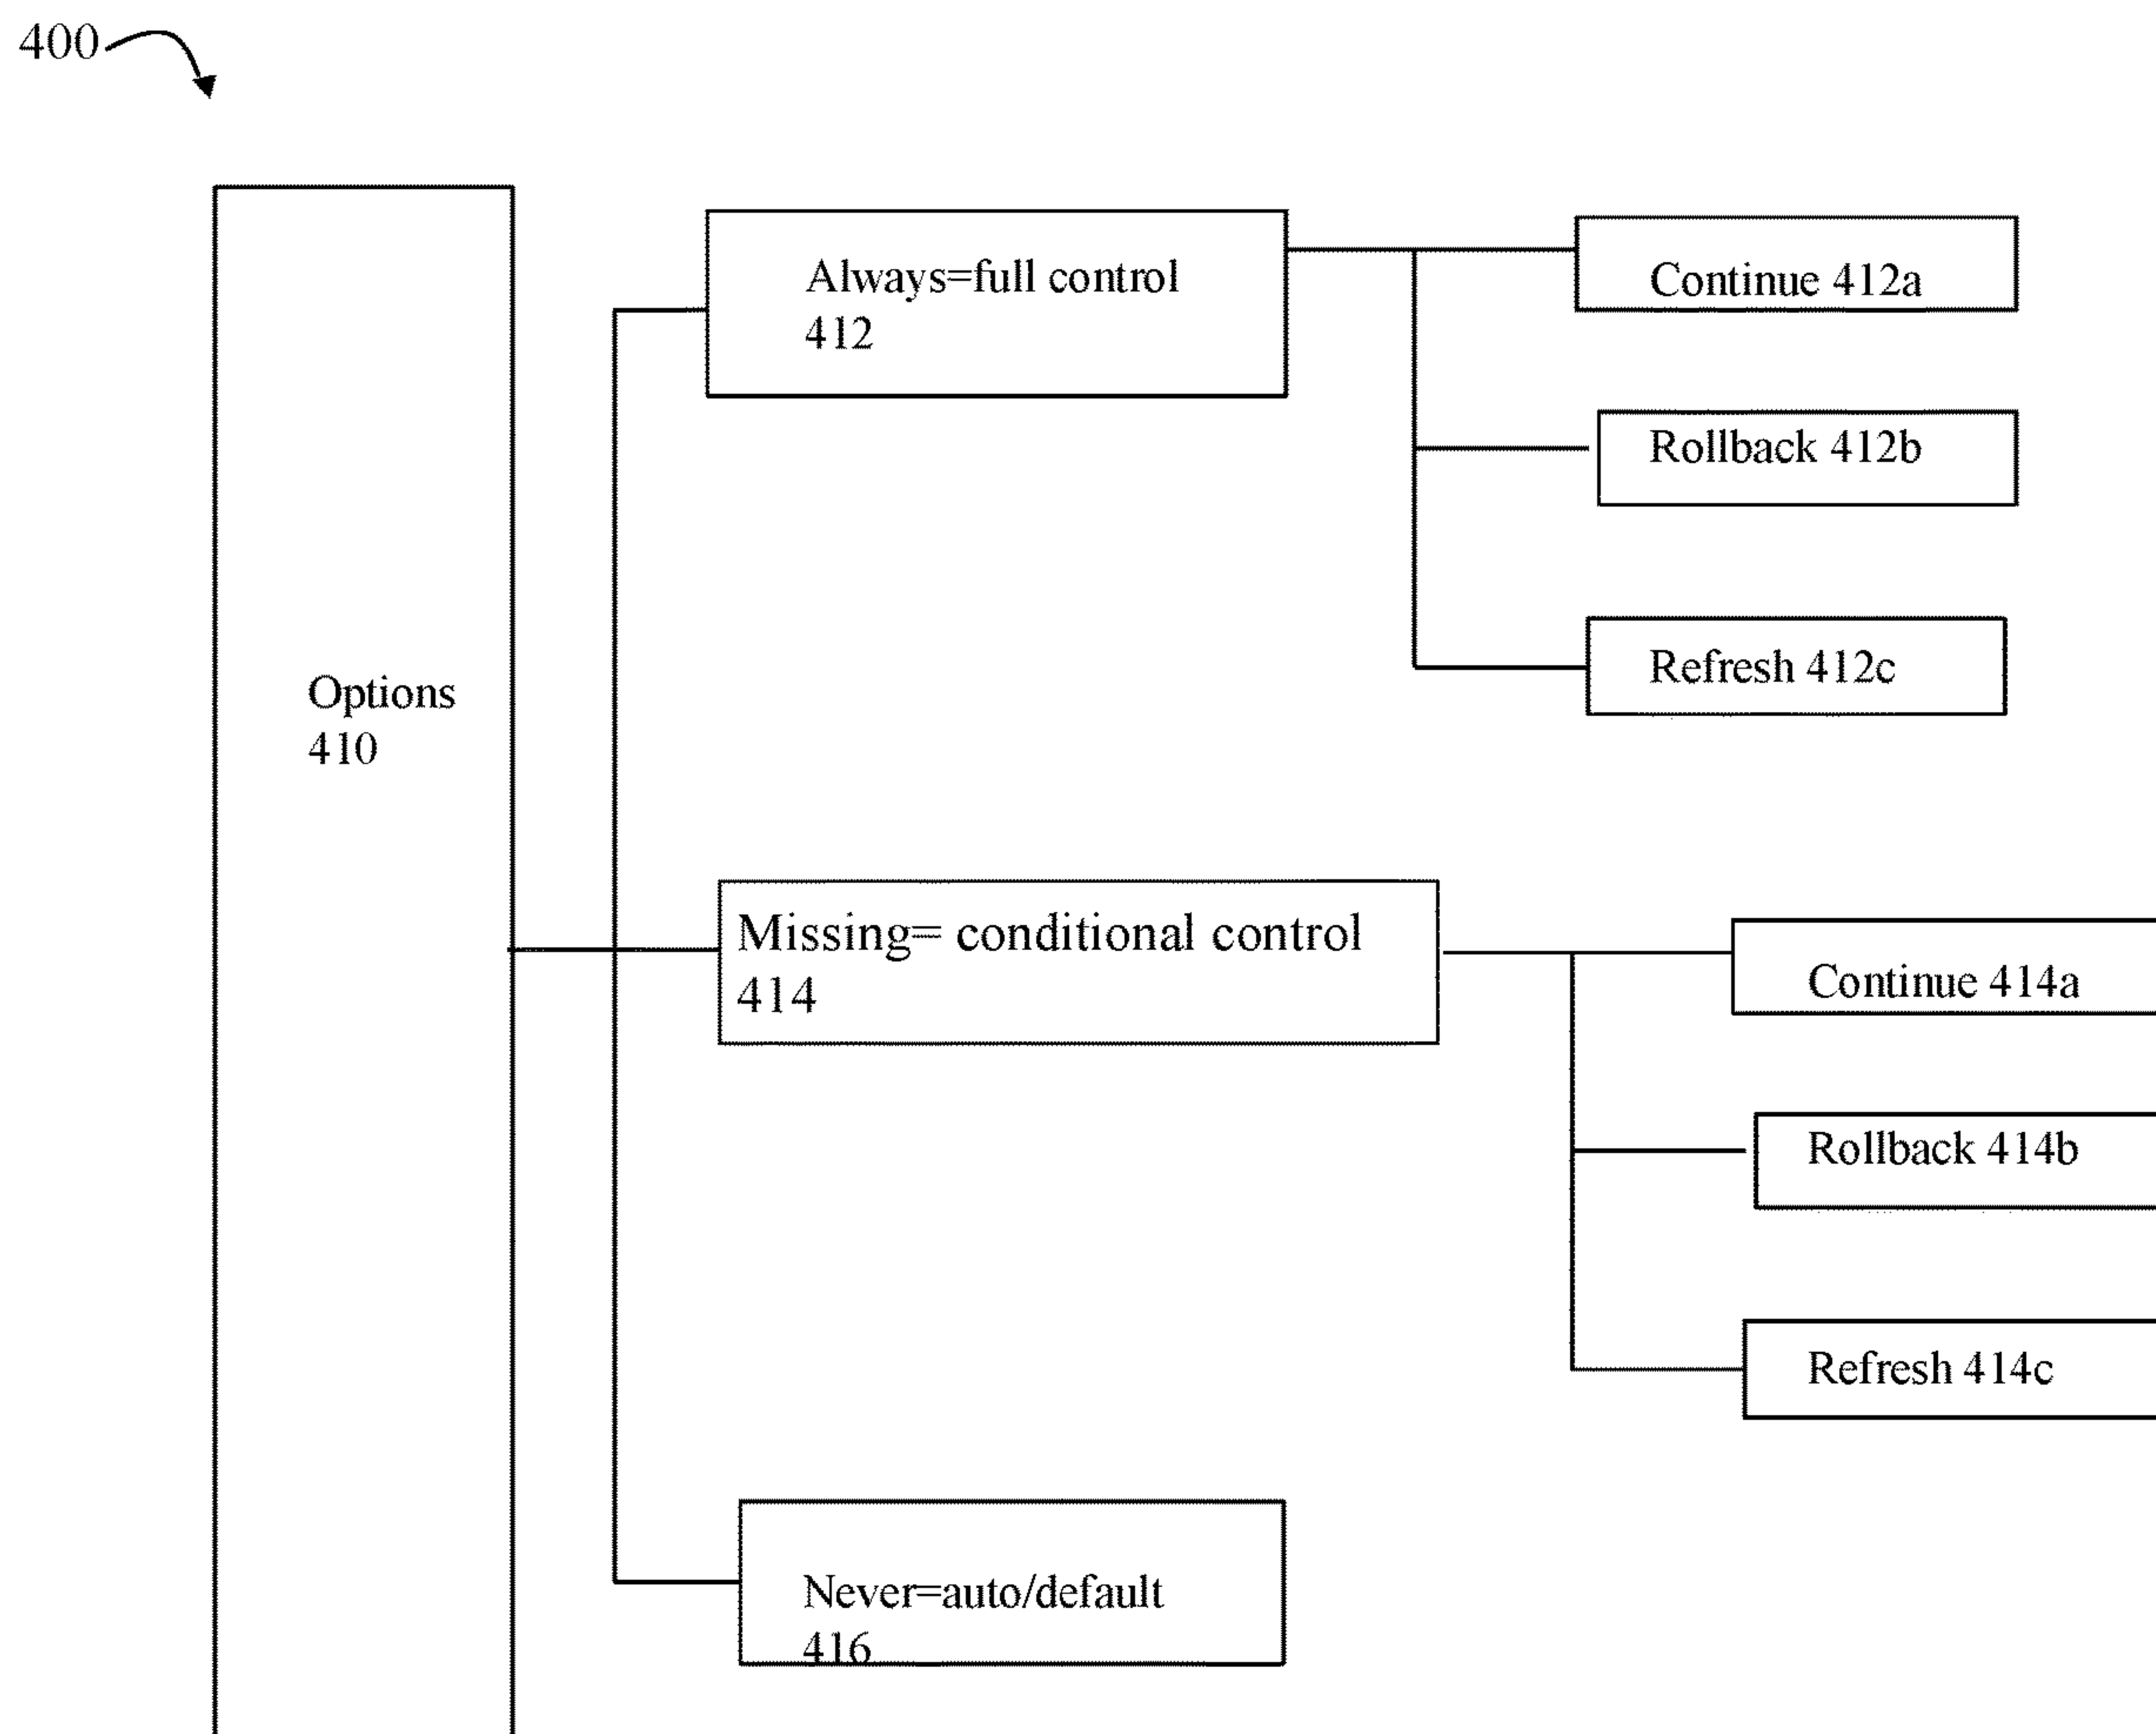 400
Always=full control
412
Continue 412a
Rollback 412b
Refresh 412c
Options
410
Missing= conditional control
414
Continue 414a
Rollback 414b
Refresh 414c
Never=auto/default
416